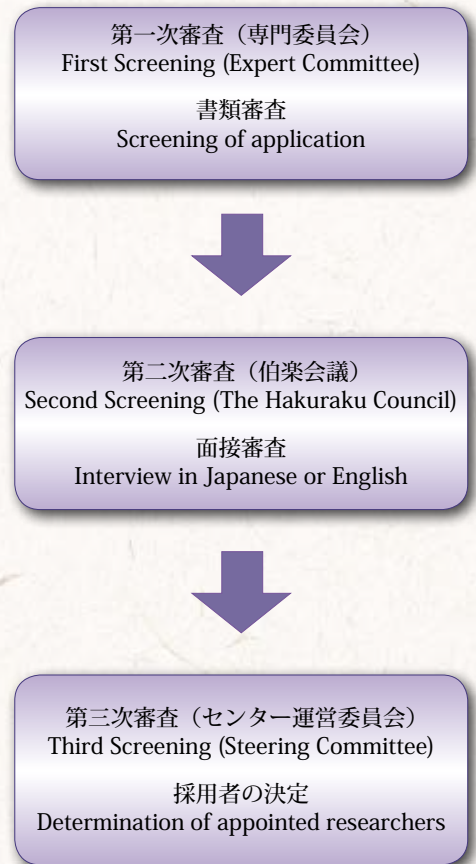 第一次審査（専門委員会）
First Screening (Expert Committee)
書類審査
Screening of application
第二次審査（伯楽会議）
Second Screening (The Hakuraku Council)
面接審査
Interview in Japanese or English
第三次審査（センター運営委員会）
Third Screening (Steering Committee)
採用者の決定
Determination of appointed researchers